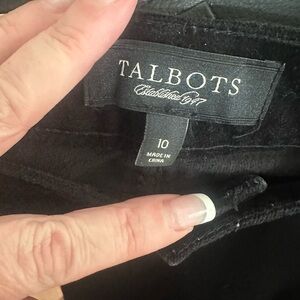 TALBOTS
Established 1947
10
MADE IN
CHINA